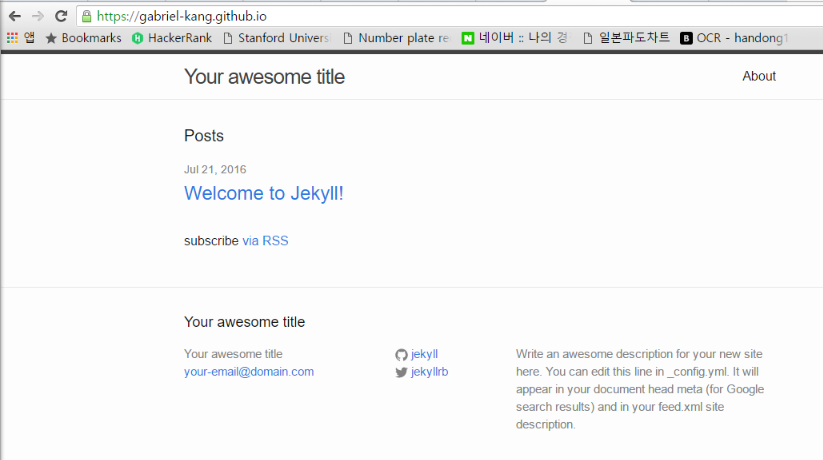 https://gabriel-kang.github.io
앱 Bookmarks HackerRank Stanford Univers Number plate re 네이버 :: 나의 경 일본파도차트 OCR - handong1
Your awesome title About
Posts
Jul 21, 2016
Welcome to Jekyll!
subscribe via RSS
Your awesome title
Your awesome title
your-email@domain.com
jekyll
jekyllrb
Write an awesome description for your new site
here. You can edit this line in _config.yml. It will
appear in your document head meta (for Google
search results) and in your feed.xml site
description.